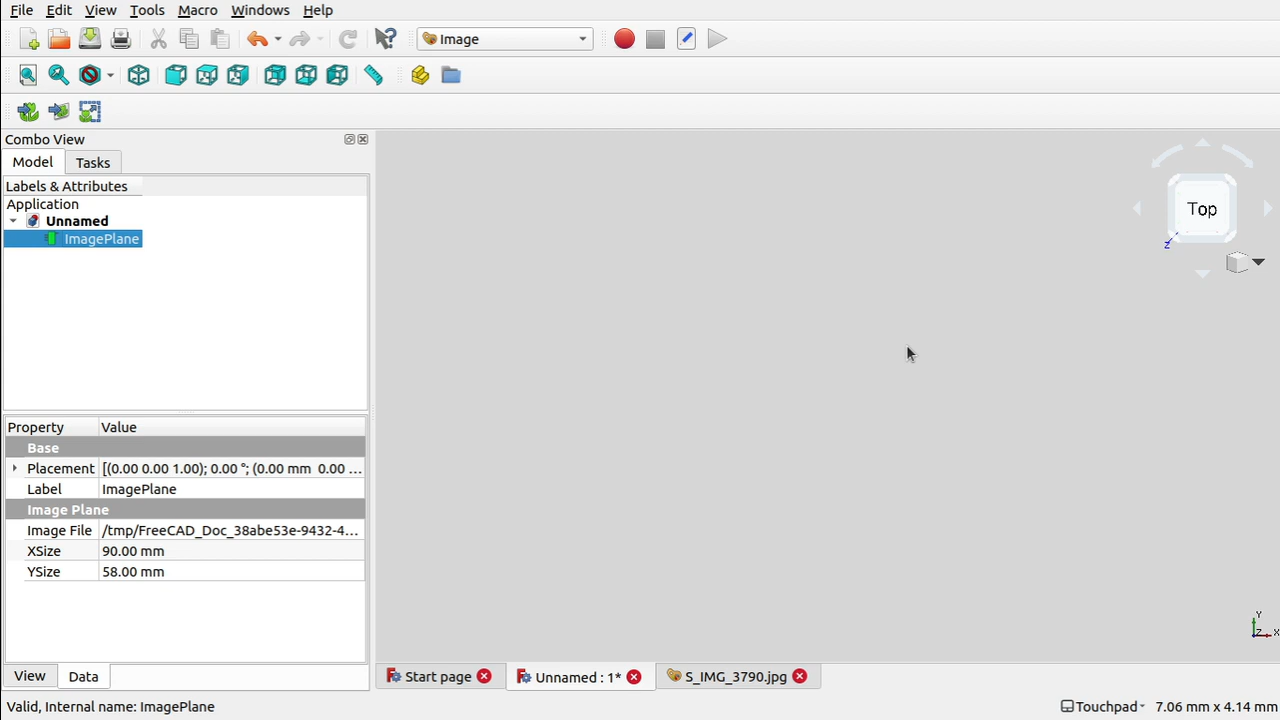 File Edit View Tools Macro Windows Help
Image
Combo View
Model Tasks
Labels & Attributes
Application
Unnamed
ImagePlane
Top
Z
Property Value
Base
Placement [(0.00 0.00 1.00); 0.00 °; (0.00 mm 0.00 ...
Label ImagePlane
Image Plane
Image File /tmp/FreeCAD_Doc_38abe53e-9432-4...
XSize 90.00 mm
YSize 58.00 mm
Y
Z X
View Data
Start page Unnamed : 1* S_IMG_3790.jpg
Valid, Internal name: ImagePlane Touchpad 7.06 mm x 4.14 mm